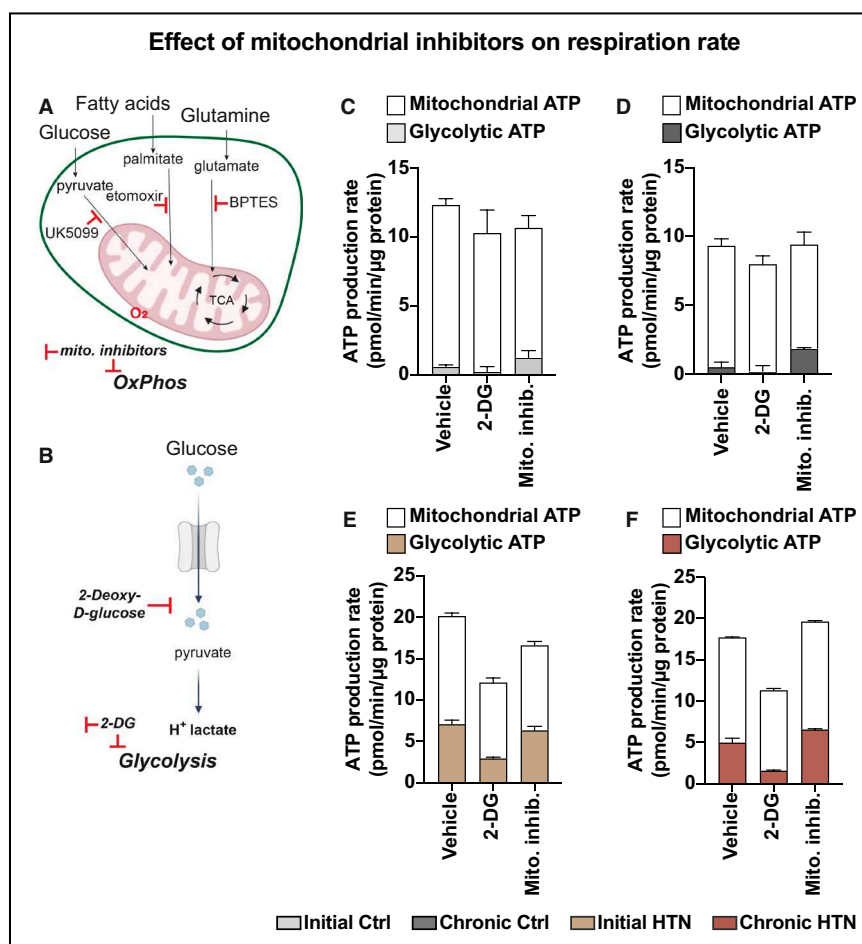 Effect of mitochondrial inhibitors on respiration rate
A
Fatty acids
Glutamine
Glucose
palmitate
glutamate
pyruvate
etomoxir
BPTES
UK5099
TCA
O2
mito. inhibitors
OxPhos
B
Glucose
2-Deoxy-
D-glucose
pyruvate
2-DG
H+ lactate
Glycolysis
C
Mitochondrial ATP
Glycolytic ATP
ATP production rate
(pmol/min/µg protein)
15
10
5
0
Vehicle
2-DG
Mito. inhib.
D
Mitochondrial ATP
Glycolytic ATP
ATP production rate
(pmol/min/µg protein)
15
10
5
0
Vehicle
2-DG
Mito. inhib.
E
Mitochondrial ATP
Glycolytic ATP
ATP production rate
(pmol/min/µg protein)
25
20
15
10
5
0
Vehicle
2-DG
Mito. inhib.
F
Mitochondrial ATP
Glycolytic ATP
ATP production rate
(pmol/min/µg protein)
25
20
15
10
5
0
Vehicle
2-DG
Mito. inhib.
Initial Ctrl
Chronic Ctrl
Initial HTN
Chronic HTN